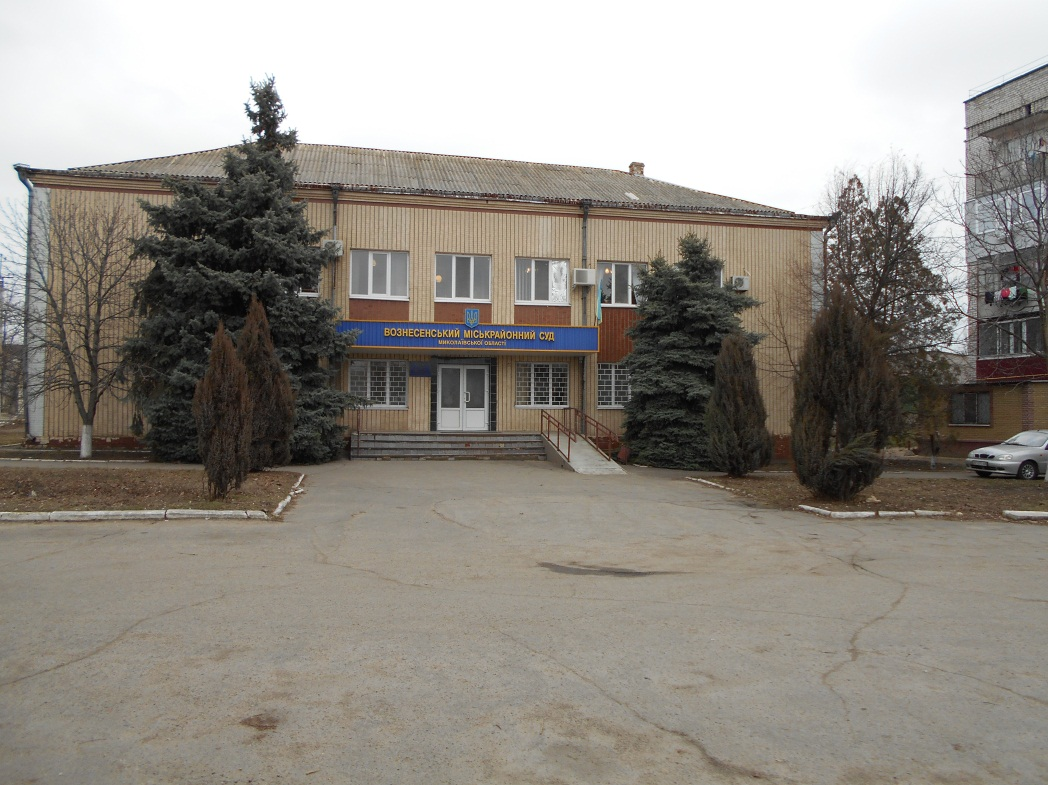 ВОЗНЕСЕНСЬКИЙ МІСЬКРАЙОННИЙ СУД
МИКОЛАЇВСЬКОЇ ОБЛАСТІ